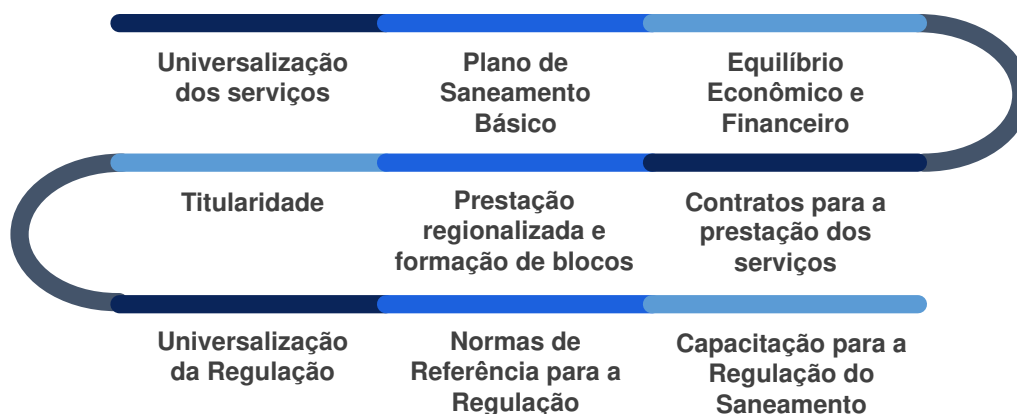 Universalização
dos serviços
Plano de
Saneamento
Básico
Equilíbrio
Econômico e
Financeiro
Titularidade
Prestação
regionalizada e
formação de blocos
Contratos para a
prestação dos
serviços
Universalização
da Regulação
Normas de
Referência para a
Regulação
Capacitação para a
Regulação do
Saneamento